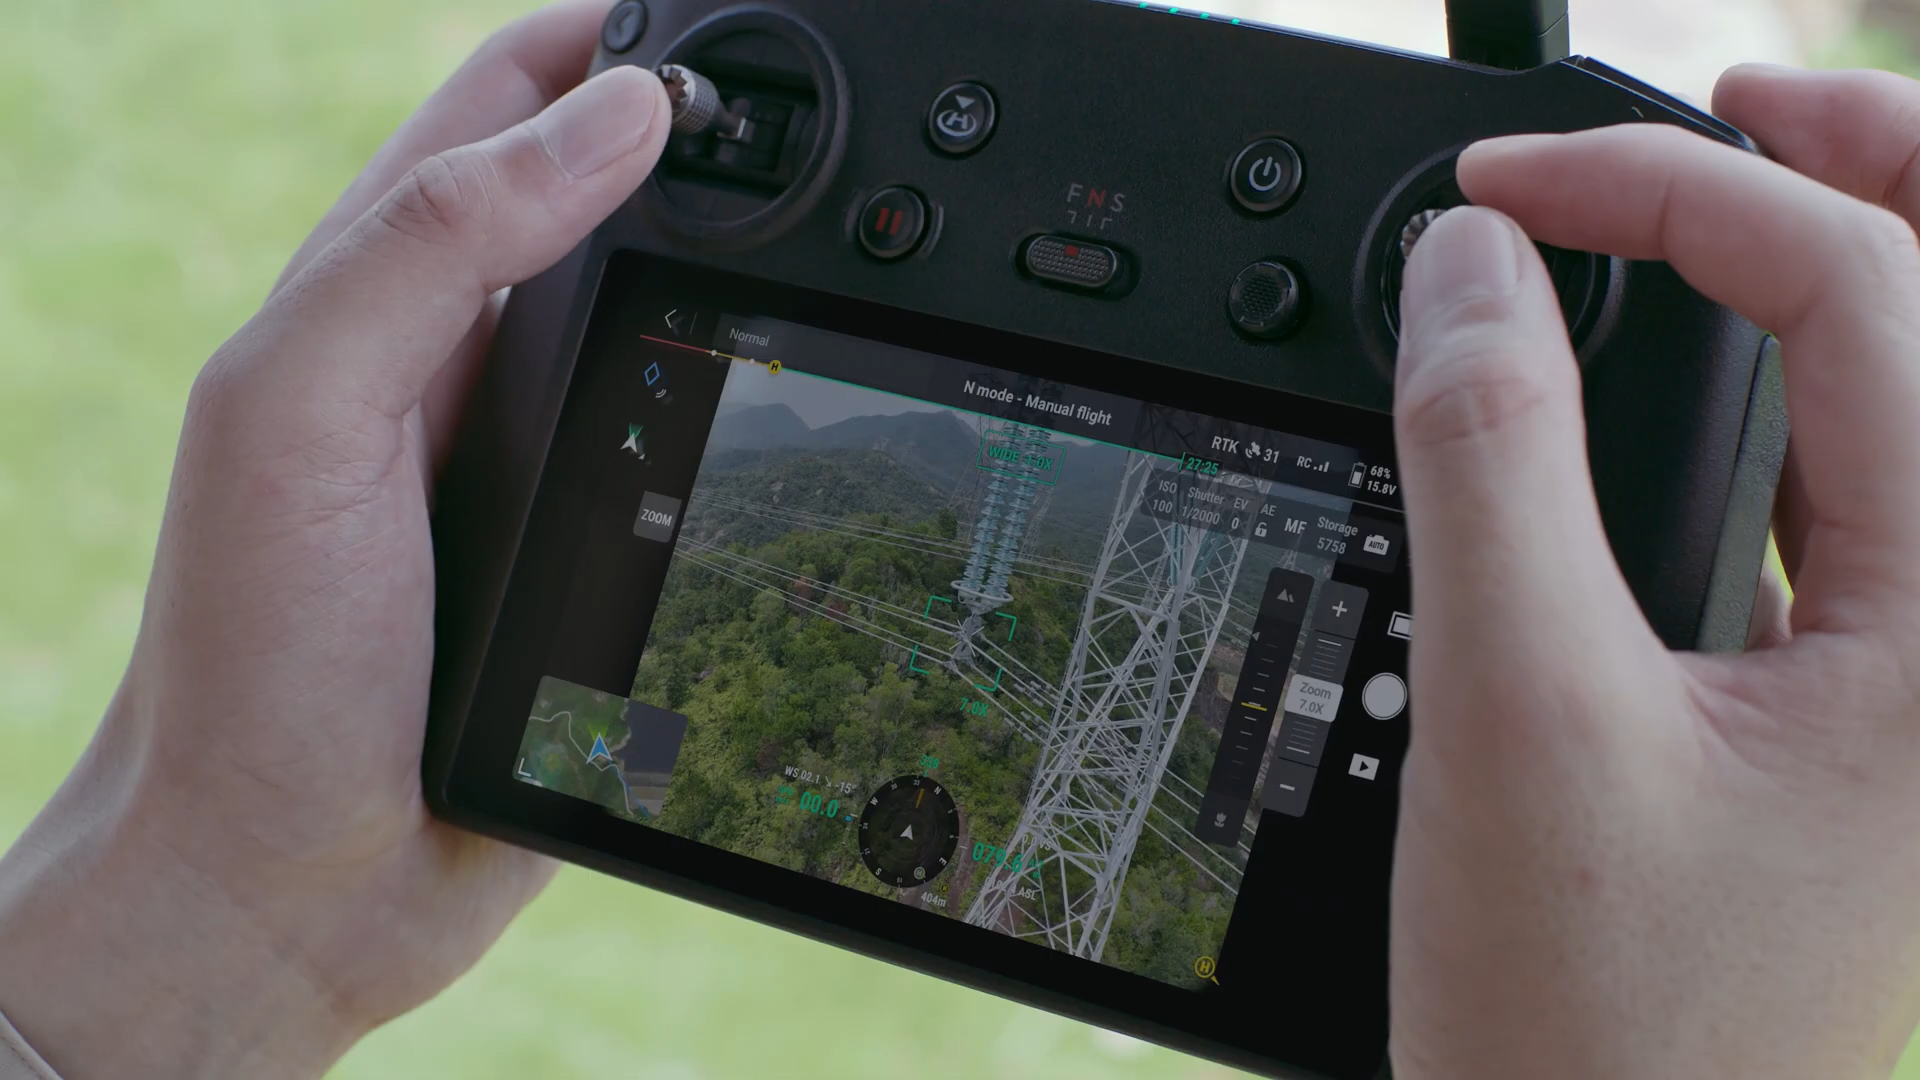 F N S
Normal
N mode - Manual flight
RTK 31 RC 68%
15.8V
27:25
WIDE 1.0X
ISO Shutter EV AE
100 1/2000 0 MF Storage
5758 AUTO
ZOOM
+
Zoom
7.0X
7.0X
WS 02.1 -15°
00.0
N
W
E
S
H
404m
ASL
H